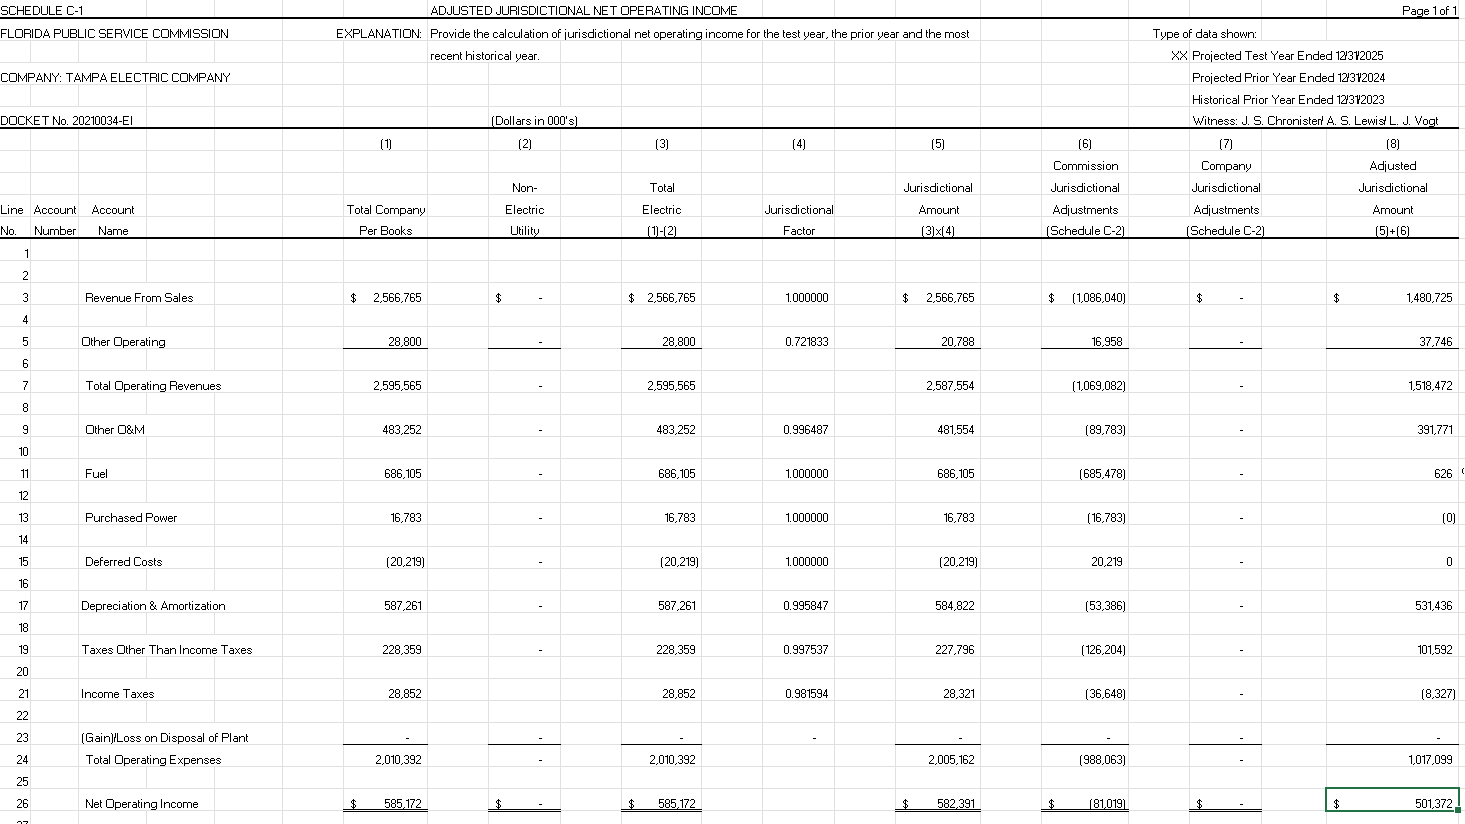 SCHEDULE C-1 ADJUSTED JURISDICTIONAL NET OPERATING INCOME Page 1 of 1
FLORIDA PUBLIC SERVICE COMMISSION EXPLANATION: Provide the calculation of jurisdictional net operating income for the test year, the prior year and the most Type of data shown:
recent historical year. XX Projected Test Year Ended 12/31/2025
COMPANY: TAMPA ELECTRIC COMPANY Projected Prior Year Ended 12/31/2024
Historical Prior Year Ended 12/31/2023
DOCKET No. 20210034-EI (Dollars in 000's) Witness: J. S. Chronister/ A. S. Lewis/ L. J. Vogt
(1) (2) (3) (4) (5) (6) (7) (8)
Commission Company Adjusted
Non- Total Jurisdictional Jurisdictional Jurisdictional Jurisdictional
Line Account Account Total Company Electric Electric Jurisdictional Amount Adjustments Adjustments Amount
No. Number Name Per Books Utility (1)-(2) Factor (3)x(4) (Schedule C-2) (Schedule C-2) (5)+(6)
1
2
3 Revenue From Sales $ 2,566,765 $ - $ 2,566,765 1.000000 $ 2,566,765 $ (1,086,040) $ - $ 1,480,725
4
5 Other Operating 28,800 - 28,800 0.721833 20,788 16,958 - 37,746
6
7 Total Operating Revenues 2,595,565 - 2,595,565 2,587,554 (1,069,082) - 1,518,472
8
9 Other O&M 483,252 - 483,252 0.996487 481,554 (89,783) - 391,771
10
11 Fuel 686,105 - 686,105 1.000000 686,105 (685,478) - 626
12
13 Purchased Power 16,783 - 16,783 1.000000 16,783 (16,783) - (0)
14
15 Deferred Costs (20,219) - (20,219) 1.000000 (20,219) 20,219 - 0
16
17 Depreciation & Amortization 587,261 - 587,261 0.995847 584,822 (53,386) - 531,436
18
19 Taxes Other Than Income Taxes 228,359 - 228,359 0.997537 227,796 (126,204) - 101,592
20
21 Income Taxes 28,852 - 28,852 0.981594 28,321 (36,648) - (8,327)
22
23 (Gain)/Loss on Disposal of Plant - - - - - - - -
24 Total Operating Expenses 2,010,392 - 2,010,392 2,005,162 (988,063) - 1,017,099
25
26 Net Operating Income $ 585,172 $ - $ 585,172 $ 582,391 $ (81,019) $ - $ 501,372